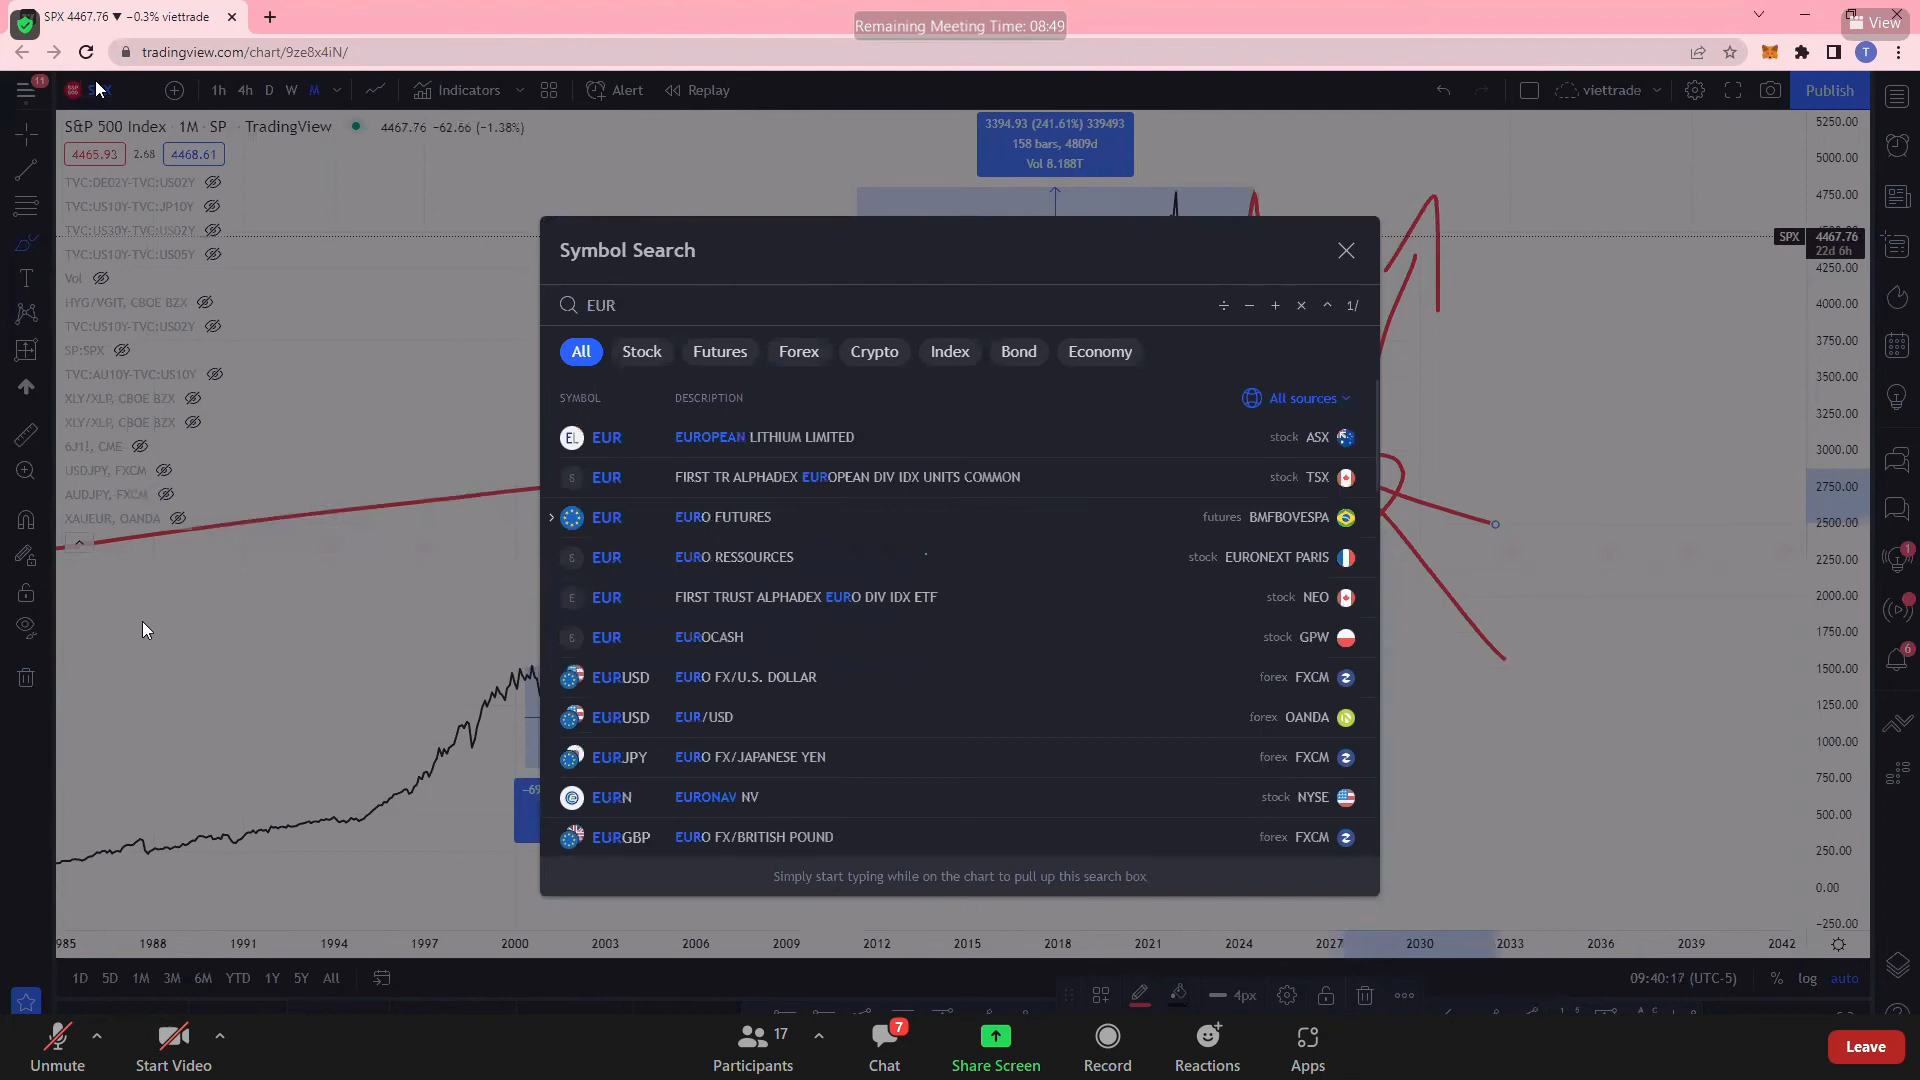 SPX 4467.76 ▼ −0.3% viettrade
Remaining Meeting Time: 08:49
View
tradingview.com/chart/9ze8x4iN/
T
11
SPX
1h 4h D W M
Indicators
Alert
Replay
viettrade
Publish
S&P 500 Index · 1M · SP · TradingView
4467.76 −62.66 (−1.38%)
4465.93 2.68 4468.61
TVC:DE02Y-TVC:US02Y
TVC:US10Y-TVC:JP10Y
TVC:US30Y-TVC:US02Y
TVC:US10Y-TVC:US05Y
Vol
HYG/VGIT, CBOE BZX
TVC:US10Y-TVC:US02Y
SP:SPX
TVC:AU10Y-TVC:US10Y
XLY/XLP, CBOE BZX
XLY/XLP, CBOE BZX
6J1!, CME
USDJPY, FXCM
AUDJPY, FXCM
XAUEUR, OANDA
3394.93 (241.61%) 339493
158 bars, 4809d
Vol 8.188T
Symbol Search
EUR
÷ − + × ^ 1/
All Stock Futures Forex Crypto Index Bond Economy
SYMBOL DESCRIPTION All sources
EL EUR EUROPEAN LITHIUM LIMITED stock ASX
EUR FIRST TR ALPHADEX EUROPEAN DIV IDX UNITS COMMON stock TSX
EUR EURO FUTURES futures BMFBOVESPA
EUR EURO RESSOURCES stock EURONEXT PARIS
E EUR FIRST TRUST ALPHADEX EURO DIV IDX ETF stock NEO
EUR EUROCASH stock GPW
EURUSD EURO FX/U.S. DOLLAR forex FXCM
EURUSD EUR/USD forex OANDA
EURJPY EURO FX/JAPANESE YEN forex FXCM
EURN EURONAV NV stock NYSE
EURGBP EURO FX/BRITISH POUND forex FXCM
Simply start typing while on the chart to pull up this search box
5250.00
5000.00
4750.00
SPX 4467.76
22d 6h
4250.00
4000.00
3750.00
3500.00
3250.00
3000.00
2750.00
2500.00
2250.00
2000.00
1750.00
1500.00
1250.00
1000.00
750.00
500.00
250.00
0.00
−250.00
1
6
985 1988 1991 1994 1997 2000 2003 2006 2009 2012 2015 2018 2021 2024 2027 2030 2033 2036 2039 2042
1D 5D 1M 3M 6M YTD 1Y 5Y All
09:40:17 (UTC-5) % log auto
4px
Unmute
Start Video
17
Participants
7
Chat
Share Screen
Record
Reactions
Apps
Leave